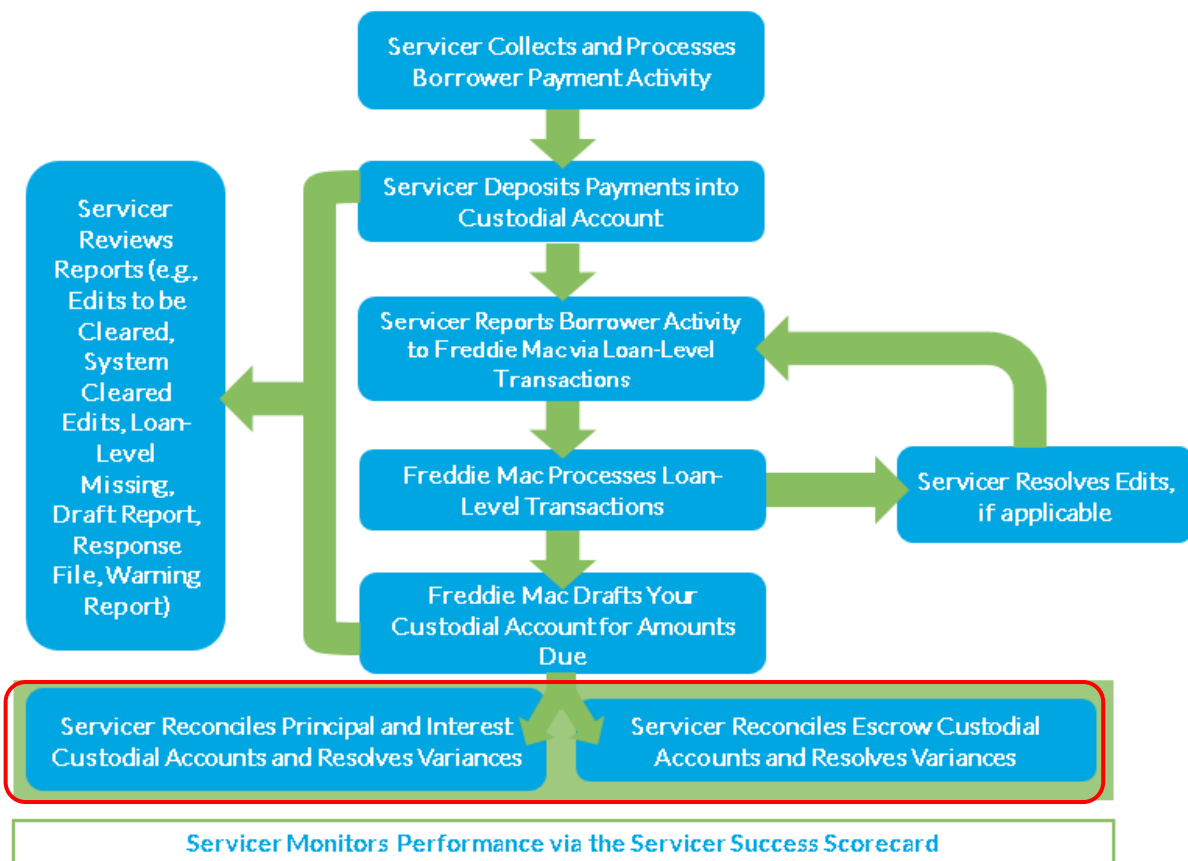 Servicer Collects and Processes
Borrower Payment Activity
Servicer Deposits Payments into
Custodial Account
Servicer
Reviews
Reports (e.g.,
Edits to be
Cleared,
System
Cleared
Edits, Loan-
Level
Missing,
Draft Report,
Response
File, Warning
Report)
Servicer Reports Borrower Activity
to Freddie Mac via Loan-Level
Transactions
Freddie Mac Processes Loan-
Level Transactions
Servicer Resolves Edits,
if applicable
Freddie Mac Drafts Your
Custodial Account for Amounts
Due
Servicer Reconciles Principal and Interest
Custodial Accounts and Resolves Variances
Servicer Reconciles Escrow Custodial
Accounts and Resolves Variances
Servicer Monitors Performance via the Servicer Success Scorecard